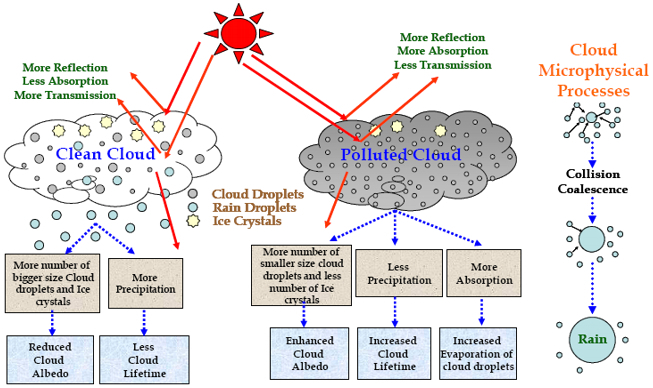 More Reflection
Less Absorption
More Transmission
More Reflection
More Absorption
Less Transmission
Cloud
Microphysical
Processes
Clean Cloud
Polluted Cloud
Cloud Droplets
Rain Droplets
Ice Crystals
Collision
Coalescence
More number of
bigger size Cloud
droplets and Ice
crystals
More
Precipitation
More number of
smaller size cloud
droplets and less
number of Ice
crystals
Less
Precipitation
More
Absorption
Reduced
Cloud
Albedo
Less
Cloud
Lifetime
Enhanced
Cloud
Albedo
Increased
Cloud
Lifetime
Increased
Evaporation of
cloud droplets
Rain